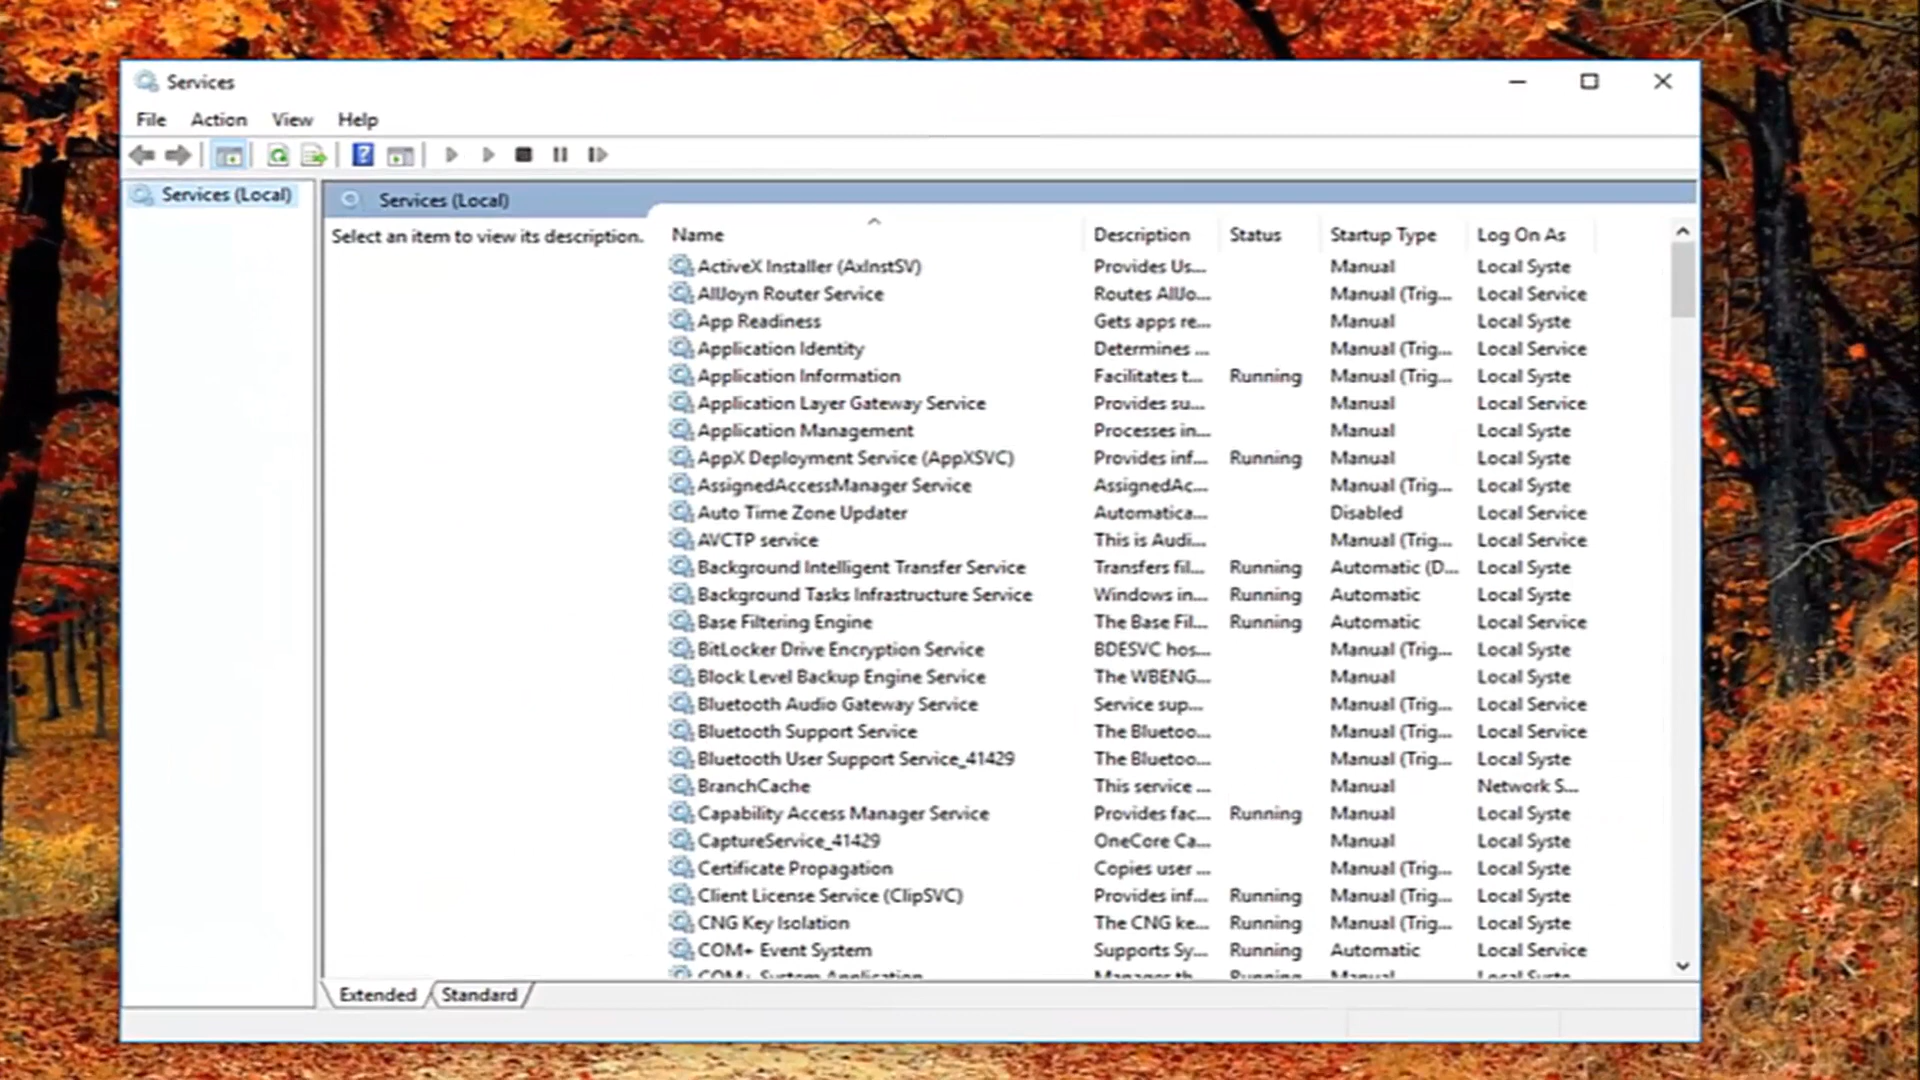 Services
File Action View Help
Services (Local)
Services (Local)
Select an item to view its description.
Name Description Status Startup Type Log On As
ActiveX Installer (AxInstSV) Provides Us... Manual Local Syste
AllJoyn Router Service Routes AllJo... Manual (Trig... Local Service
App Readiness Gets apps re... Manual Local Syste
Application Identity Determines ... Manual (Trig... Local Service
Application Information Facilitates t... Running Manual (Trig... Local Syste
Application Layer Gateway Service Provides su... Manual Local Service
Application Management Processes in... Manual Local Syste
AppX Deployment Service (AppXSVC) Provides inf... Running Manual Local Syste
AssignedAccessManager Service AssignedAc... Manual (Trig... Local Syste
Auto Time Zone Updater Automatica... Disabled Local Service
AVCTP service This is Audi... Manual (Trig... Local Service
Background Intelligent Transfer Service Transfers fil... Running Automatic (D... Local Syste
Background Tasks Infrastructure Service Windows in... Running Automatic Local Syste
Base Filtering Engine The Base Fil... Running Automatic Local Service
BitLocker Drive Encryption Service BDESVC hos... Manual (Trig... Local Syste
Block Level Backup Engine Service The WBENG... Manual Local Syste
Bluetooth Audio Gateway Service Service sup... Manual (Trig... Local Service
Bluetooth Support Service The Bluetoo... Manual (Trig... Local Service
Bluetooth User Support Service_41429 The Bluetoo... Manual (Trig... Local Syste
BranchCache This service ... Manual Network S...
Capability Access Manager Service Provides fac... Running Manual Local Syste
CaptureService_41429 OneCore Ca... Manual Local Syste
Certificate Propagation Copies user ... Manual (Trig... Local Syste
Client License Service (ClipSVC) Provides inf... Running Manual (Trig... Local Syste
CNG Key Isolation The CNG ke... Running Manual (Trig... Local Syste
COM+ Event System Supports Sy... Running Automatic Local Service
COM+ System Application Manages th... Running Manual Local Syste
Extended Standard